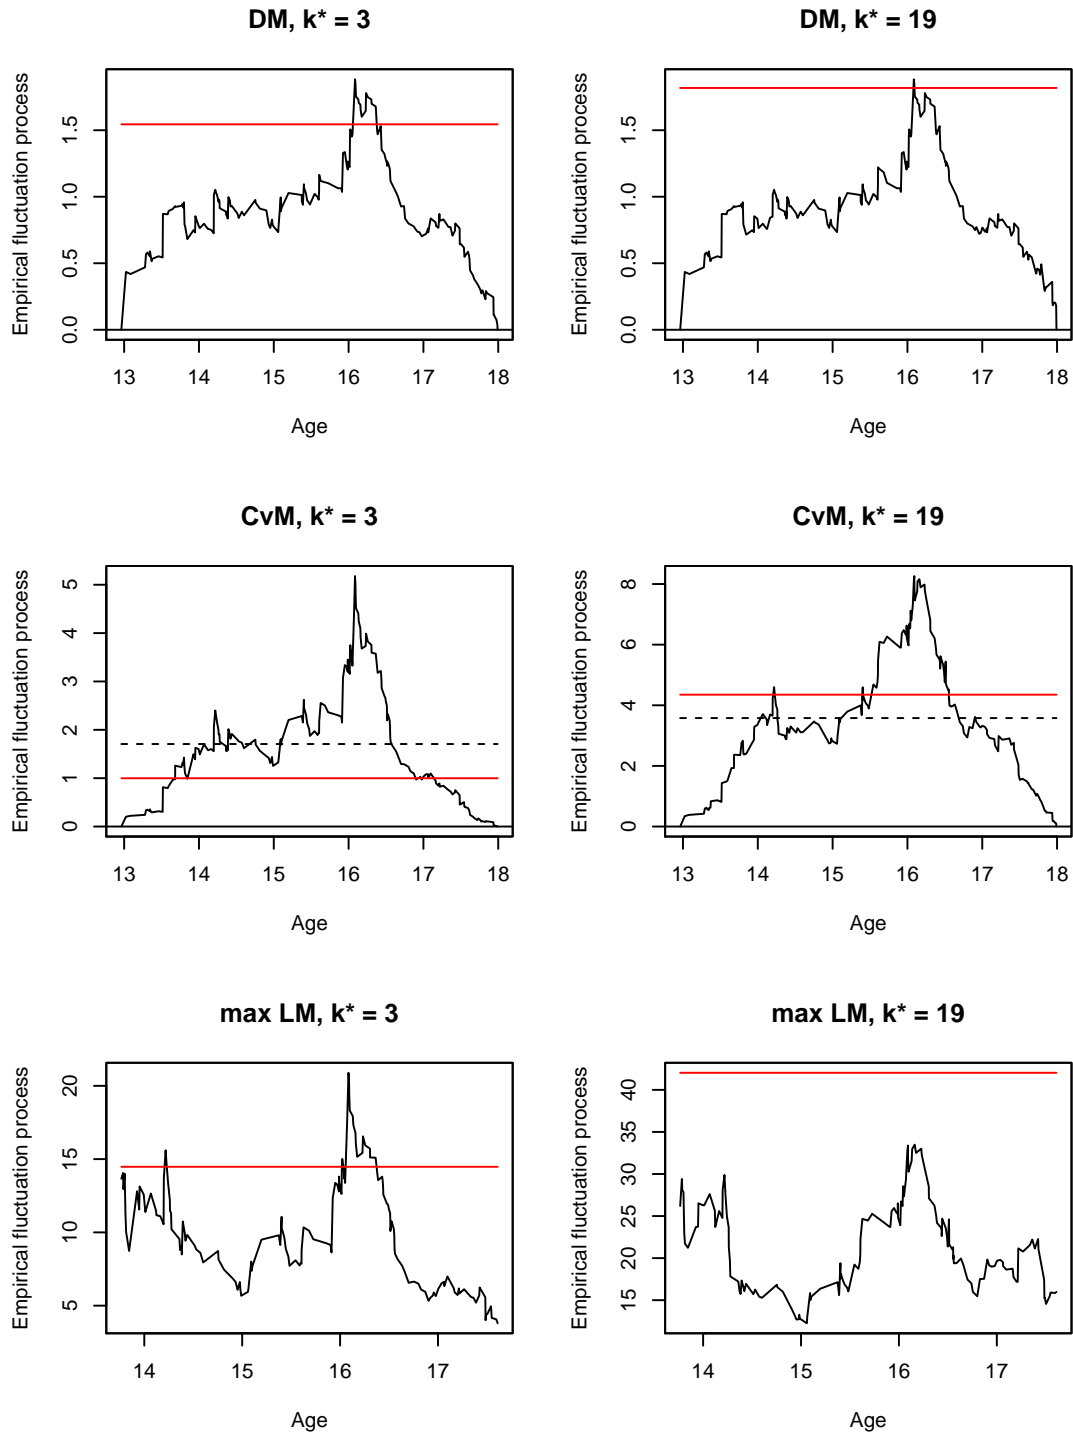 DM, k* = 3
Empirical fluctuation process
0.0 0.5 1.0 1.5
13 14 15 16 17 18
Age
DM, k* = 19
Empirical fluctuation process
0.0 0.5 1.0 1.5
13 14 15 16 17 18
Age
CvM, k* = 3
Empirical fluctuation process
0 1 2 3 4 5
13 14 15 16 17 18
Age
CvM, k* = 19
Empirical fluctuation process
0 2 4 6 8
13 14 15 16 17 18
Age
max LM, k* = 3
Empirical fluctuation process
5 10 15 20
14 15 16 17
Age
max LM, k* = 19
Empirical fluctuation process
15 20 25 30 35 40
14 15 16 17
Age